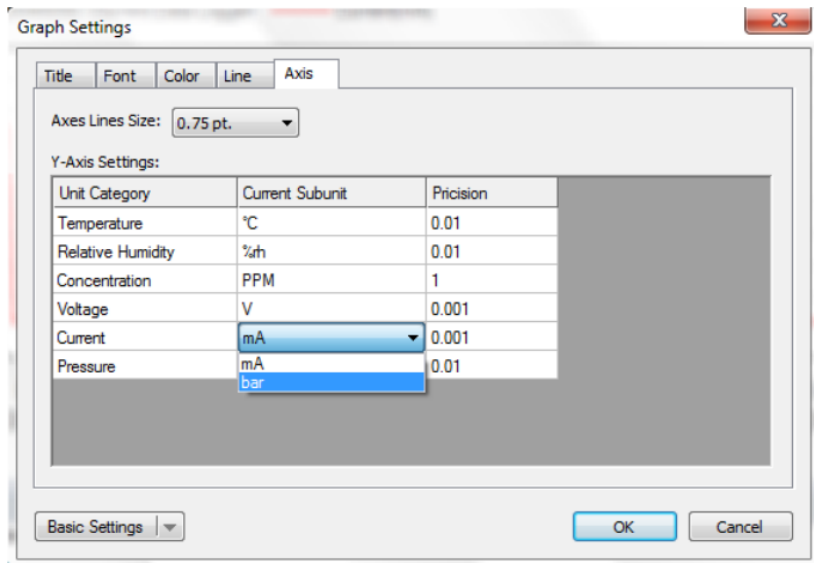 Graph Settings
Title Font Color Line Axis
Axes Lines Size: 0.75 pt.
Y-Axis Settings:
Unit Category Current Subunit Pricision
Temperature °C 0.01
Relative Humidity %rh 0.01
Concentration PPM 1
Voltage V 0.001
Current mA 0.001
Pressure mA 0.01
bar
Basic Settings OK Cancel